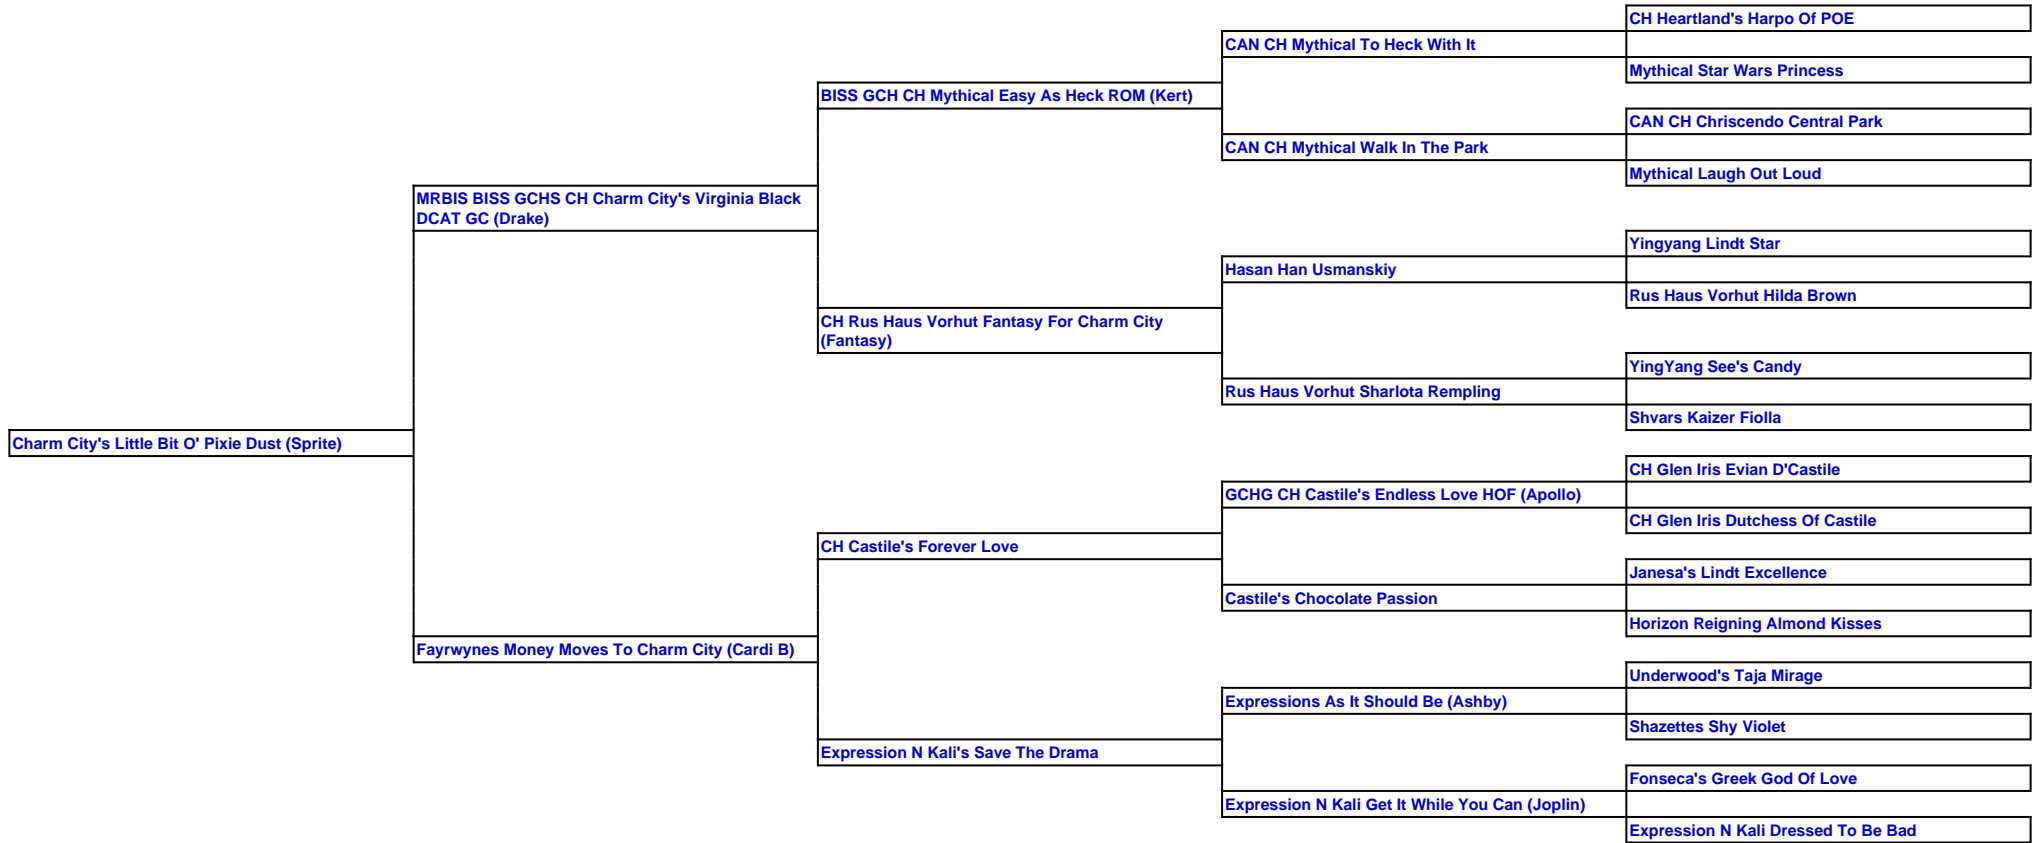 CH Heartland's Harpo Of POE
CAN CH Mythical To Heck With It
Mythical Star Wars Princess
BISS GCH CH Mythical Easy As Heck ROM (Kert)
CAN CH Chriscendo Central Park
CAN CH Mythical Walk In The Park
Mythical Laugh Out Loud
MRBIS BISS GCHS CH Charm City's Virginia Black
DCAT GC (Drake)
Yingyang Lindt Star
Hasan Han Usmanskiy
Rus Haus Vorhut Hilda Brown
CH Rus Haus Vorhut Fantasy For Charm City
(Fantasy)
YingYang See's Candy
Rus Haus Vorhut Sharlota Rempling
Shvars Kaizer Fiolla
Charm City's Little Bit O' Pixie Dust (Sprite)
CH Glen Iris Evian D'Castile
GCHG CH Castile's Endless Love HOF (Apollo)
CH Glen Iris Dutchess Of Castile
CH Castile's Forever Love
Janesa's Lindt Excellence
Castile's Chocolate Passion
Horizon Reigning Almond Kisses
Fayrwynes Money Moves To Charm City (Cardi B)
Underwood's Taja Mirage
Expressions As It Should Be (Ashby)
Shazettes Shy Violet
Expression N Kali's Save The Drama
Fonseca's Greek God Of Love
Expression N Kali Get It While You Can (Joplin)
Expression N Kali Dressed To Be Bad